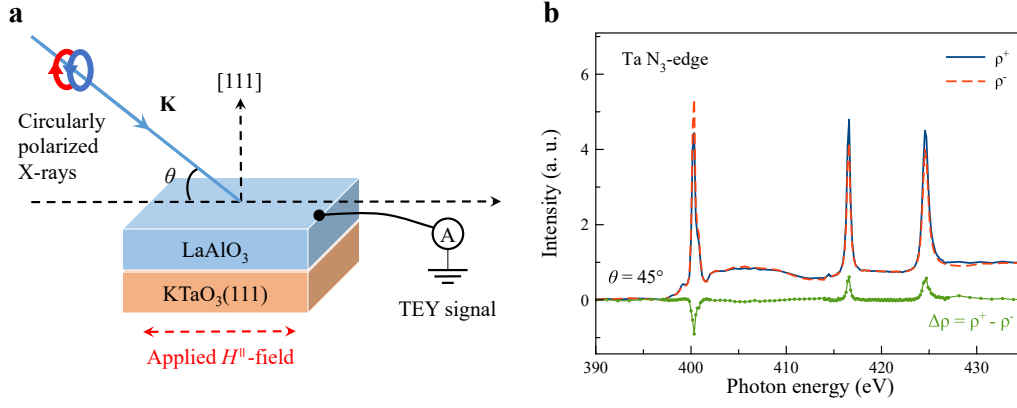 a
[111]
K
Circularly
polarized
X-rays
θ
A
LaAlO₃
KTaO₃(111)
TEY signal
Applied H^{||}-field
b
Ta N₃-edge
ρ⁺
ρ⁻
Intensity (a. u.)
6
4
2
0
θ = 45°
Δρ = ρ⁺ - ρ⁻
390
400
410
420
430
Photon energy (eV)